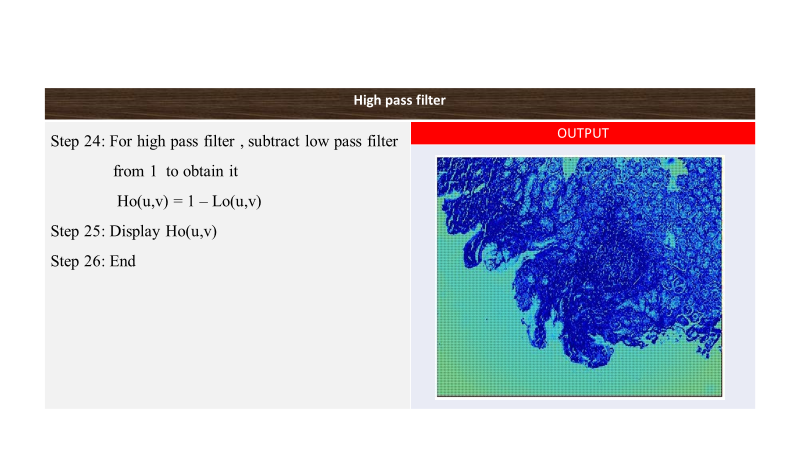 High pass filter
Step 24: For high pass filter , subtract low pass filter
from 1 to obtain it
Ho(u,v) = 1 – Lo(u,v)
Step 25: Display Ho(u,v)
Step 26: End
OUTPUT